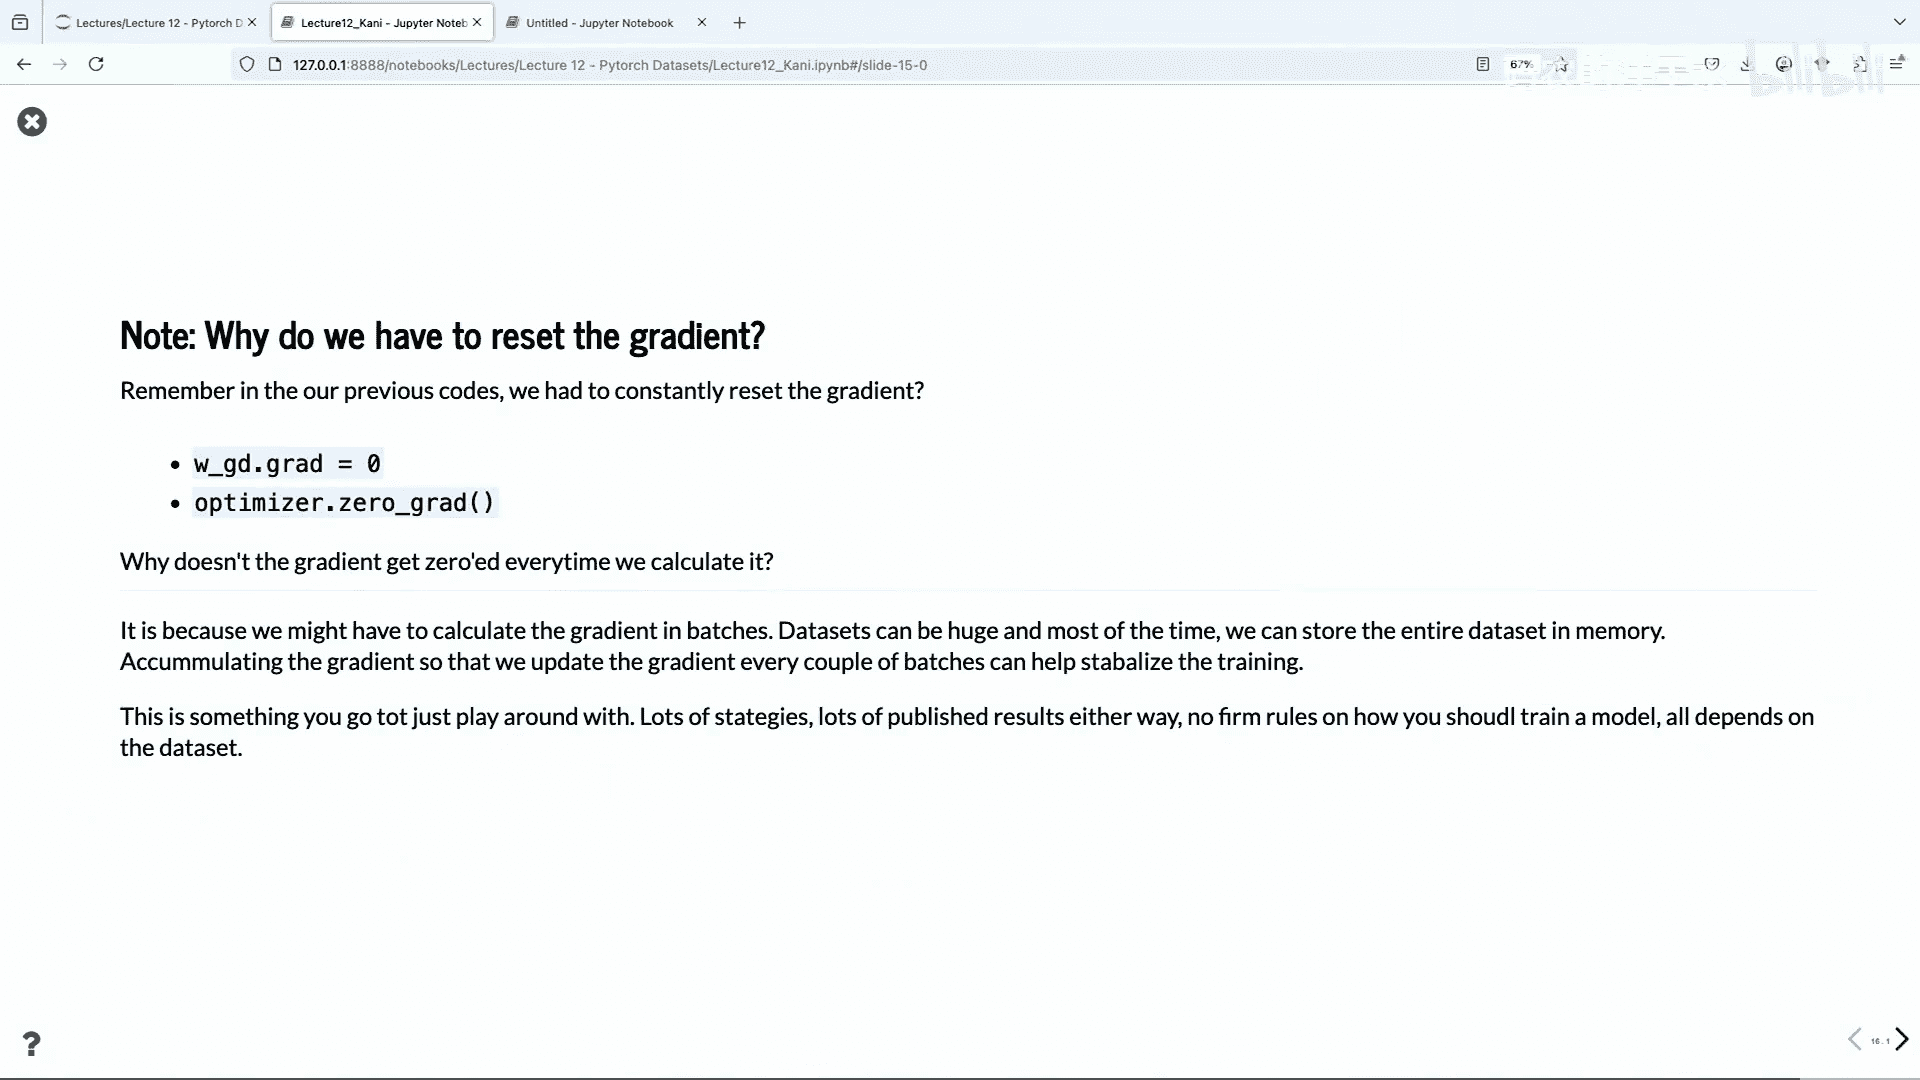 Lectures/Lecture 12 - Pytorch D
Lecture12_Kani - Jupyter Noteb
Untitled - Jupyter Notebook
127.0.0.1:8888/notebooks/Lectures/Lecture 12 - Pytorch Datasets/Lecture12_Kani.ipynb#/slide-15-0
67%
bilibili
Note: Why do we have to reset the gradient?
Remember in the our previous codes, we had to constantly reset the gradient?
• w_gd.grad = 0
• optimizer.zero_grad()
Why doesn't the gradient get zero'ed everytime we calculate it?
It is because we might have to calculate the gradient in batches. Datasets can be huge and most of the time, we can store the entire dataset in memory.
Accummulating the gradient so that we update the gradient every couple of batches can help stabalize the training.
This is something you go tot just play around with. Lots of stategies, lots of published results either way, no firm rules on how you shoudl train a model, all depends on
the dataset.
?
16.1